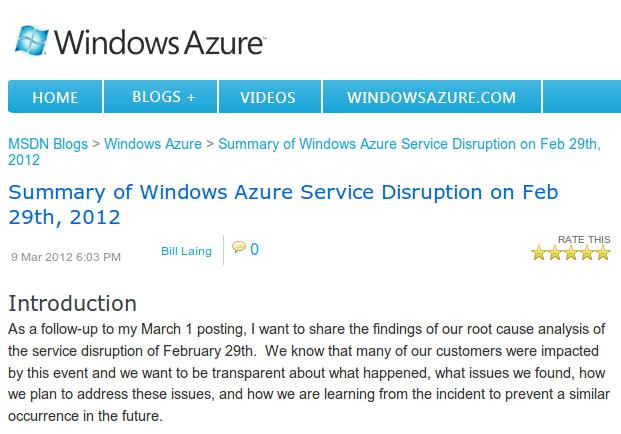 Windows Azure™
HOME BLOGS + VIDEOS WINDOWSAZURE.COM
MSDN Blogs > Windows Azure > Summary of Windows Azure Service Disruption on Feb 29th,
2012
Summary of Windows Azure Service Disruption on Feb
29th, 2012
RATE THIS
9 Mar 2012 6:03 PM Bill Laing 0
Introduction
As a follow-up to my March 1 posting, I want to share the findings of our root cause analysis of
the service disruption of February 29th.  We know that many of our customers were impacted
by this event and we want to be transparent about what happened, what issues we found, how
we plan to address these issues, and how we are learning from the incident to prevent a similar
occurrence in the future.